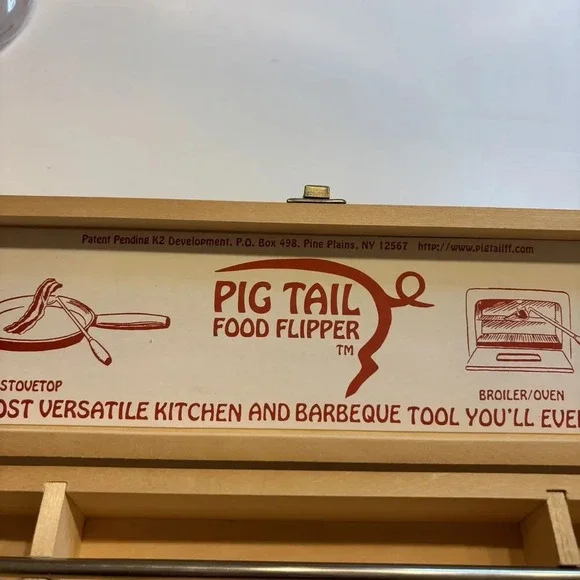 Patent Pending K2 Development, P.O. Box 498, Pine Plains, NY 12567 http://www.pigtailff.com
PIG TAIL
FOOD FLIPPER
TM
STOVETOP
BROILER/OVEN
VERSATILE KITCHEN AND BARBEQUE TOOL YOU'LL